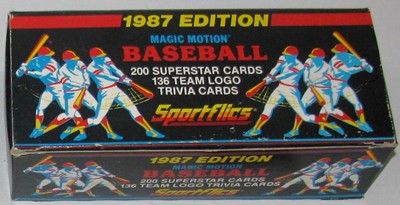 1987 EDITION
MAGIC MOTION
BASEBALL
200 SUPERSTAR CARDS
136 TEAM LOGO
TRIVIA CARDS
Sportflics
1987 EDITION
MAGIC MOTION
BASEBALL
200 SUPERSTAR CARDS
136 TEAM LOGO TRIVIA CARDS
Sportflics